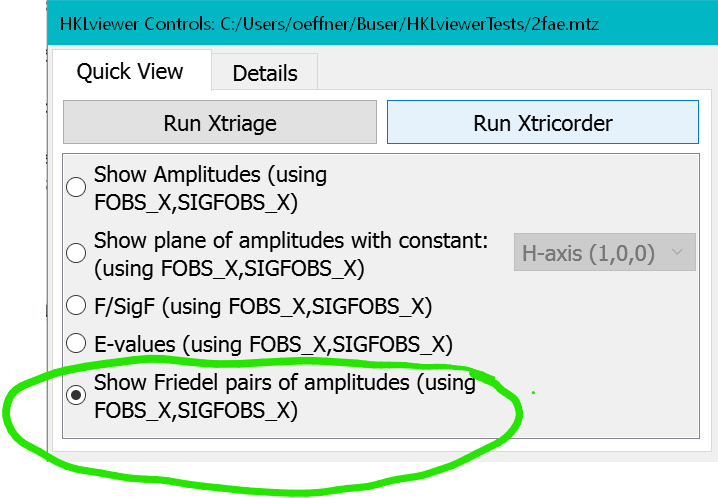 HKLviewer Controls: C:/Users/oeffner/Buser/HKLviewerTests/2fae.mtz
Quick View Details
Run Xtriage Run Xtricorder
Show Amplitudes (using
FOBS_X,SIGFOBS_X)
Show plane of amplitudes with constant: H-axis (1,0,0)
(using FOBS_X,SIGFOBS_X)
F/SigF (using FOBS_X,SIGFOBS_X)
E-values (using FOBS_X,SIGFOBS_X)
Show Friedel pairs of amplitudes (using
FOBS_X,SIGFOBS_X)